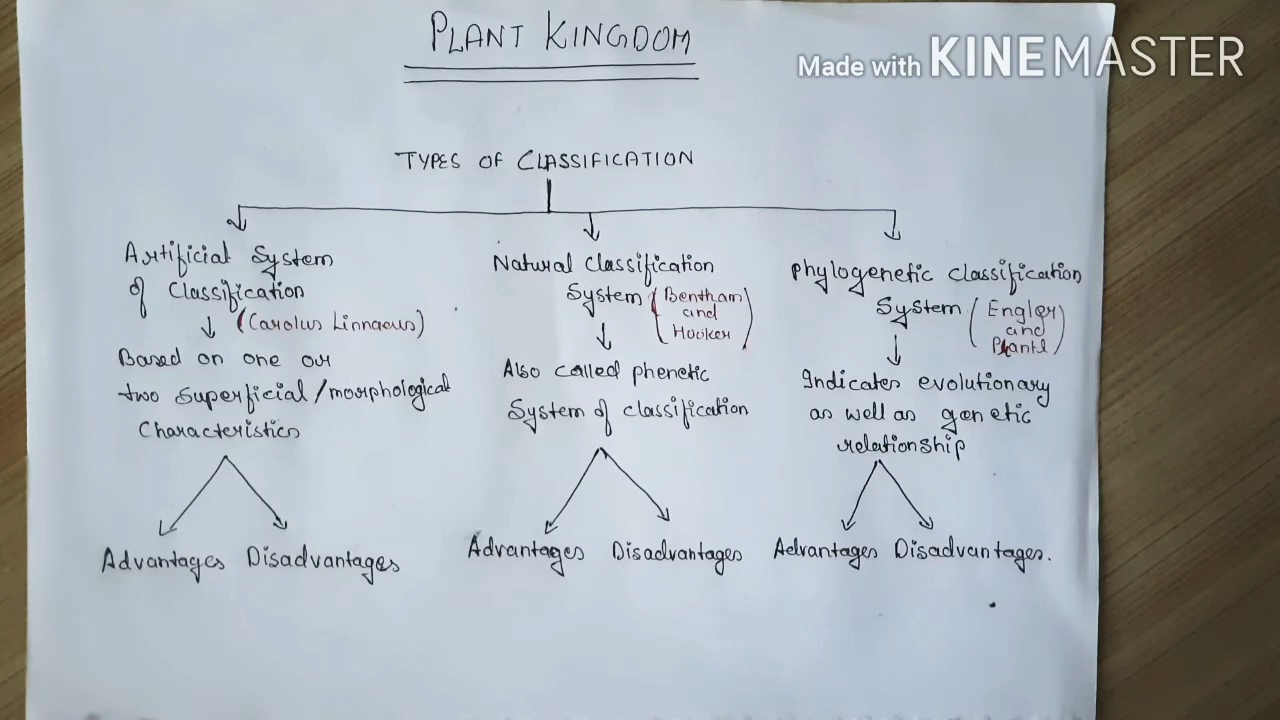 PLANT KINGDOM
Made with KINEMASTER
TYPES OF CLASSIFICATION
Artificial System
of Classification
(Carolus Linnaeus)
Based on one our
two superficial/morphological
Characteristics
Advantages Disadvantages
Natural Classification
System (Bentham
and
Hooker)
Also called phenetic
System of classification
Advantages Disadvantages
Phylogenetic classification
System (Engler
and
Plantl)
Indicates evolutionary
as well as genetic
relationship
Advantages Disadvantages.